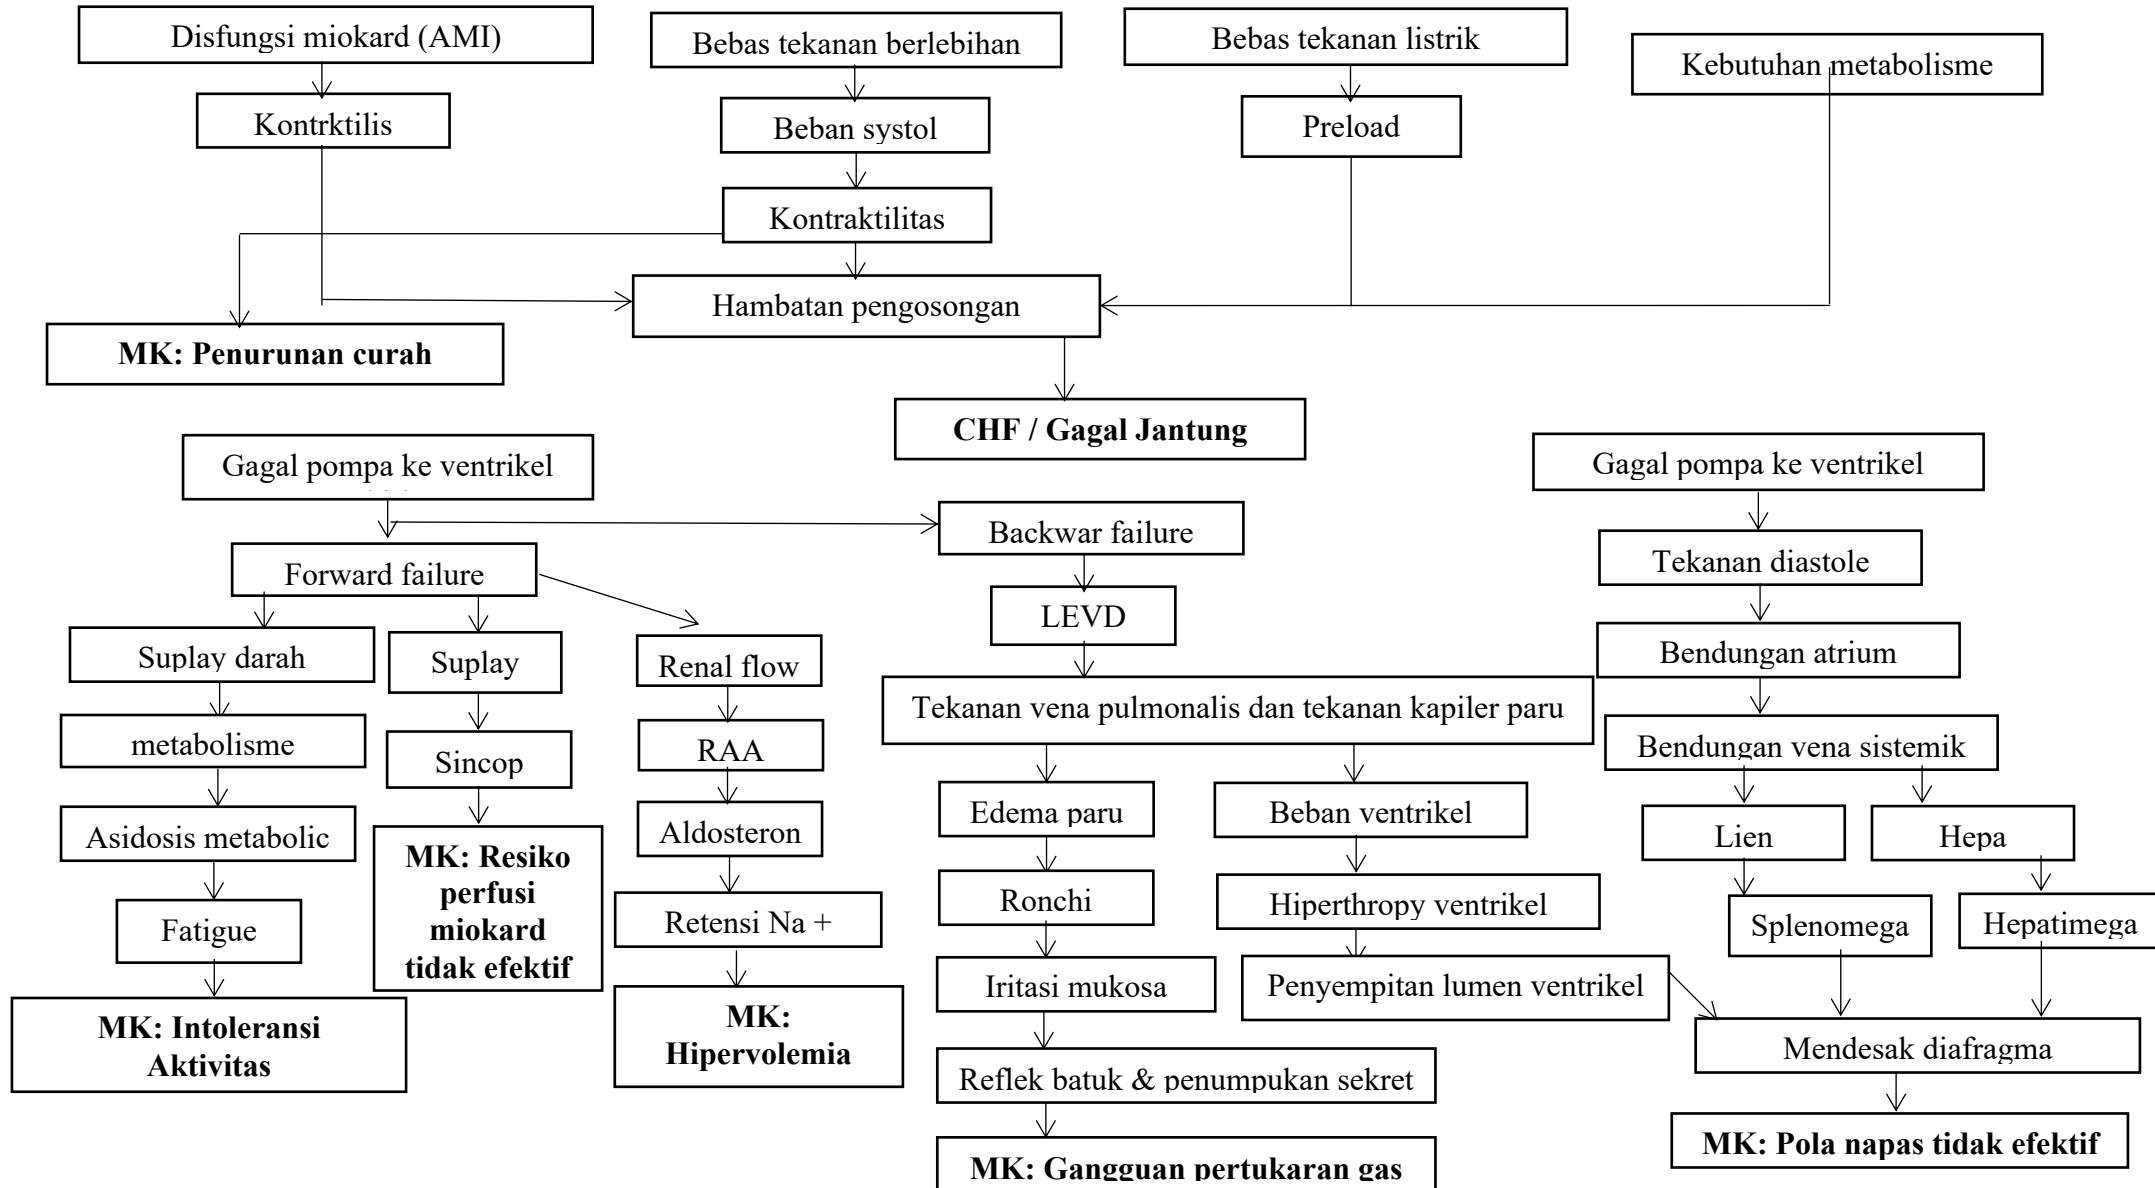 Disfungsi miokard (AMI)
Bebas tekanan berlebihan
Bebas tekanan listrik
Kebutuhan metabolisme
Kontrktilis
Beban systol
Preload
Kontraktilitas
Hambatan pengosongan
MK: Penurunan curah
CHF / Gagal Jantung
Gagal pompa ke ventrikel
Gagal pompa ke ventrikel
Backwar failure
Tekanan diastole
Forward failure
LEVD
Suplay darah
Suplay
Renal flow
Bendungan atrium
Tekanan vena pulmonalis dan tekanan kapiler paru
metabolisme
Sincop
RAA
Bendungan vena sistemik
Edema paru
Beban ventrikel
Asidosis metabolic
Aldosteron
Lien
Hepa
MK: Resiko
perfusi
miokard
tidak efektif
Ronchi
Hiperthropy ventrikel
Fatigue
Retensi Na +
Splenomega
Hepatimega
Iritasi mukosa
Penyempitan lumen ventrikel
MK: Intoleransi
Aktivitas
MK:
Hipervolemia
Mendesak diafragma
Reflek batuk & penumpukan sekret
MK: Pola napas tidak efektif
MK: Gangguan pertukaran gas